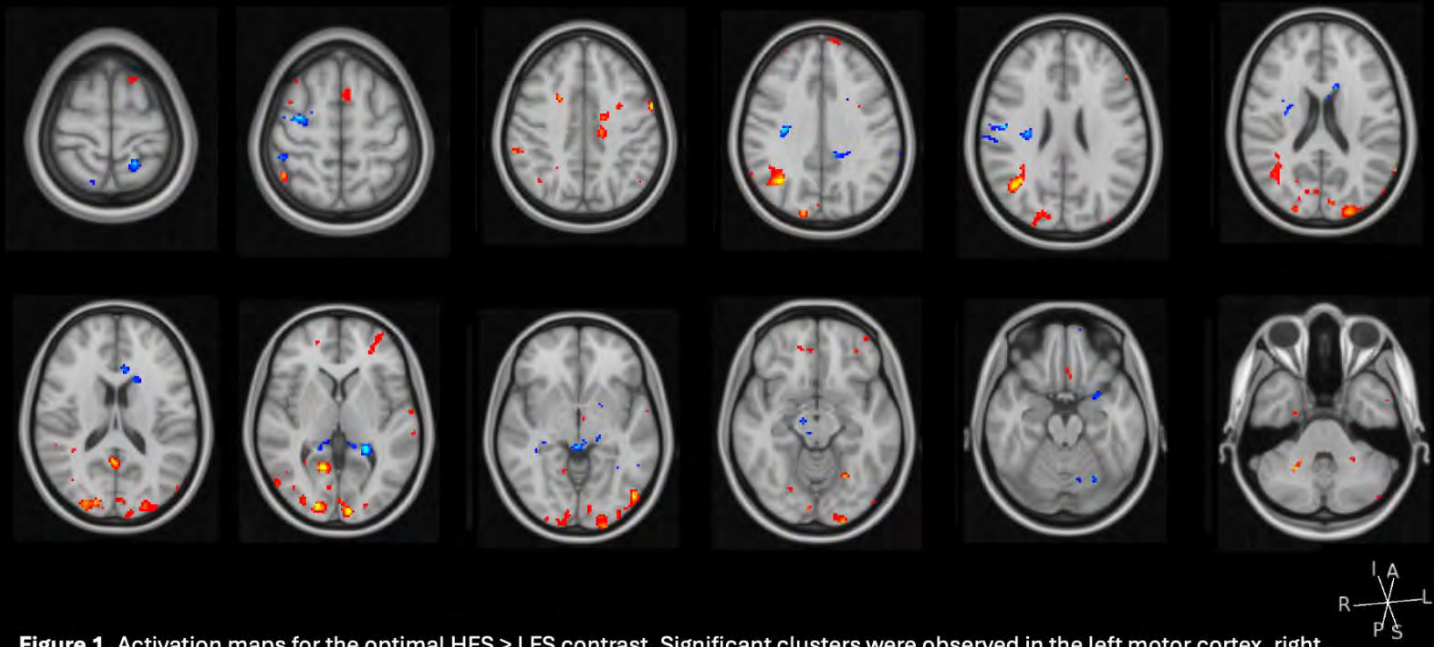 I A
R L
P S
Figure 1. Activation maps for the optimal HFS > LFS contrast. Significant clusters were observed in the left motor cortex, right